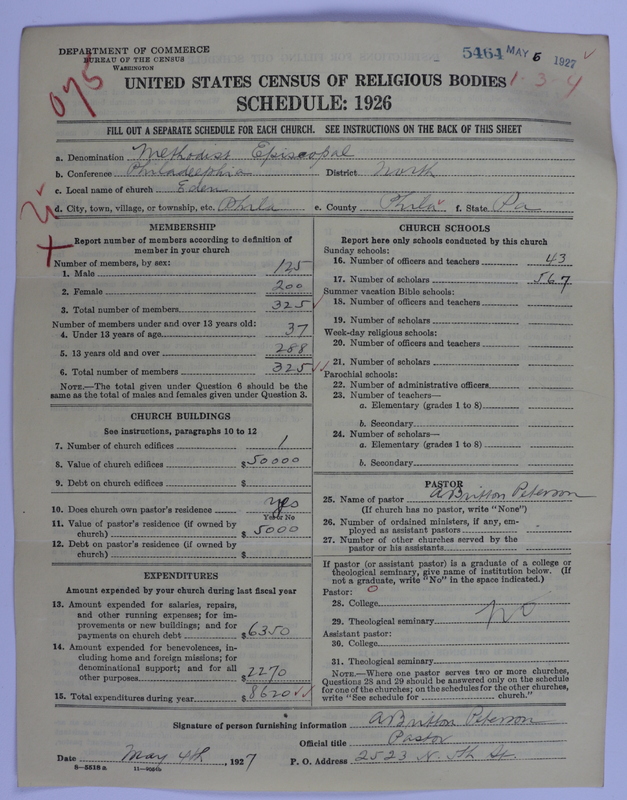 DEPARTMENT OF COMMERCE
BUREAU OF THE CENSUS
WASHINGTON
5464 MAY 5 1927
075
UNITED STATES CENSUS OF RELIGIOUS BODIES
1-3-4
SCHEDULE: 1926
FILL OUT A SEPARATE SCHEDULE FOR EACH CHURCH. SEE INSTRUCTIONS ON THE BACK OF THIS SHEET
a. Denomination Methodist Episcopal
b. Conference Philadelphia District North
c. Local name of church Eden
d. City, town, village, or township, etc. Phila e. County Phila f. State Pa
MEMBERSHIP
Report number of members according to definition of
member in your church
Number of members, by sex:
1. Male 125
2. Female 200
3. Total number of members 325
Number of members under and over 13 years old:
4. Under 13 years of age 37
5. 13 years old and over 288
6. Total number of members 325
NOTE.—The total given under Question 6 should be the
same as the total of males and females given under Question 3.
CHURCH BUILDINGS
See instructions, paragraphs 10 to 12
7. Number of church edifices 1
8. Value of church edifices $50000
9. Debt on church edifices $
10. Does church own pastor's residence yes
Yes or No
11. Value of pastor's residence (if owned by
church) $ 5000
12. Debt on pastor's residence (if owned by
church) $
EXPENDITURES
Amount expended by your church during last fiscal year
13. Amount expended for salaries, repairs,
and other running expenses; for im-
provements or new buildings; and for
payments on church debt $6350
14. Amount expended for benevolences, in-
cluding home and foreign missions; for
denominational support; and for all
other purposes $2270
15. Total expenditures during year $8620
CHURCH SCHOOLS
Report here only schools conducted by this church
Sunday schools:
16. Number of officers and teachers 43
17. Number of scholars 567
Summer vacation Bible schools:
18. Number of officers and teachers
19. Number of scholars
Week-day religious schools:
20. Number of officers and teachers
21. Number of scholars
Parochial schools:
22. Number of administrative officers
23. Number of teachers—
a. Elementary (grades 1 to 8)
b. Secondary
24. Number of scholars—
a. Elementary (grades 1 to 8)
b. Secondary
PASTOR
25. Name of pastor A Britton Peterson
(If church has no pastor, write "None")
26. Number of ordained ministers, if any, em-
ployed as assistant pastors
27. Number of other churches served by the
pastor or his assistants
If pastor (or assistant pastor) is a graduate of a college or
theological seminary, give name of institution below. (If
not a graduate, write "No" in the space indicated.)
Pastor: 0
28. College
29. Theological seminary no
Assistant pastor:
30. College
31. Theological seminary
NOTE.—Where one pastor serves two or more churches,
Questions 28 and 29 should be answered only on the schedule
for one of the churches; on the schedules for the other churches,
write "See schedule for church."
Signature of person furnishing information A Britton Peterson
Official title Pastor
Date May 4th, 1927 P. O. Address 2523 N. St.
8—5518 a